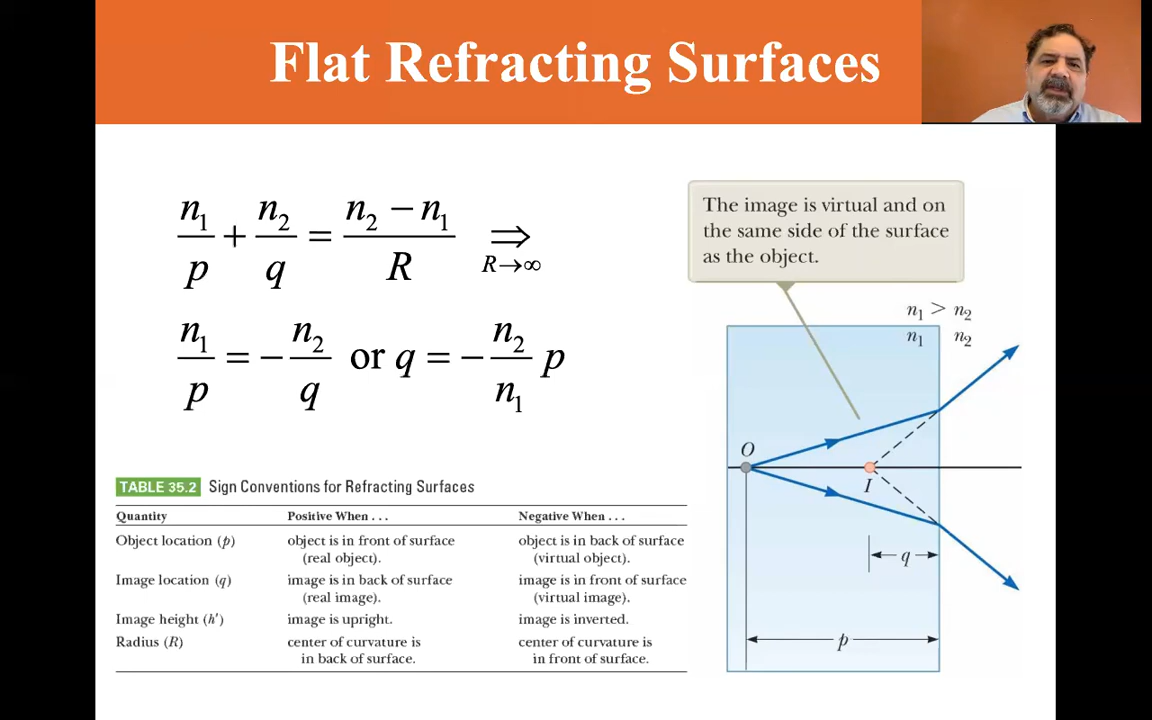 Flat Refracting Surfaces
n₁/p + n₂/q = (n₂ − n₁)/R ⇒ R→∞
n₁/p = − n₂/q or q = − n₂/n₁ p
The image is virtual and on
the same side of the surface
as the object.
n₁ > n₂
n₁ n₂
O
I
q
p
TABLE 35.2 Sign Conventions for Refracting Surfaces
Quantity Positive When . . . Negative When . . .
Object location (p) object is in front of surface object is in back of surface
(real object). (virtual object).
Image location (q) image is in back of surface image is in front of surface
(real image). (virtual image).
Image height (h′) image is upright. image is inverted.
Radius (R) center of curvature is center of curvature is
in back of surface. in front of surface.